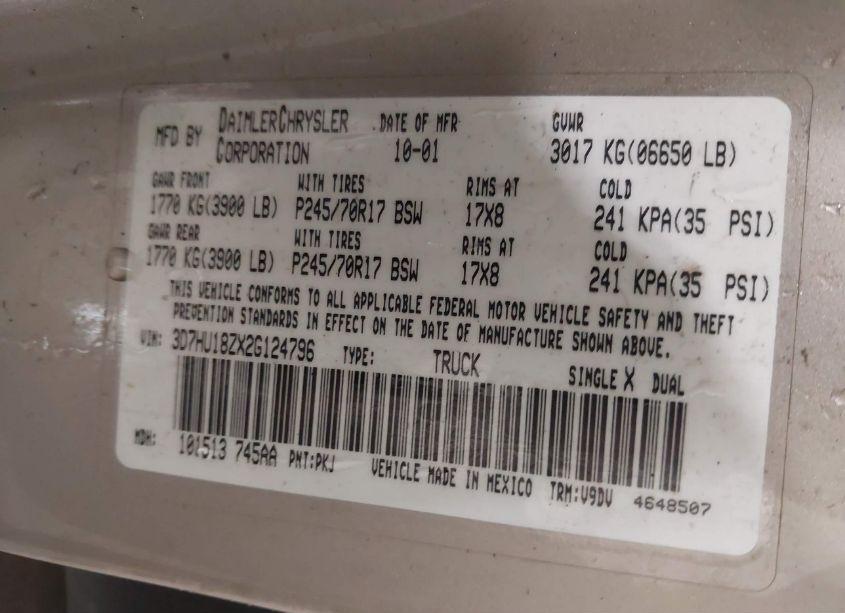 MFD BY DAIMLERCHRYSLER CORPORATION DATE OF MFR 10-01 GVWR 3017 KG(06650 LB)
GAWR FRONT WITH TIRES RIMS AT COLD
1770 KG(3900 LB) P245/70R17 BSW 17X8 241 KPA(35 PSI)
GAWR REAR WITH TIRES RIMS AT COLD
1770 KG(3900 LB) P245/70R17 BSW 17X8 241 KPA(35 PSI)
THIS VEHICLE CONFORMS TO ALL APPLICABLE FEDERAL MOTOR VEHICLE SAFETY AND THEFT
PREVENTION STANDARDS IN EFFECT ON THE DATE OF MANUFACTURE SHOWN ABOVE.
VIN: 3D7HU18ZX2G124796 TYPE: TRUCK SINGLE X DUAL
MDH: 101513 745AA PNT:PKJ VEHICLE MADE IN MEXICO TRM:V9DV 4648507